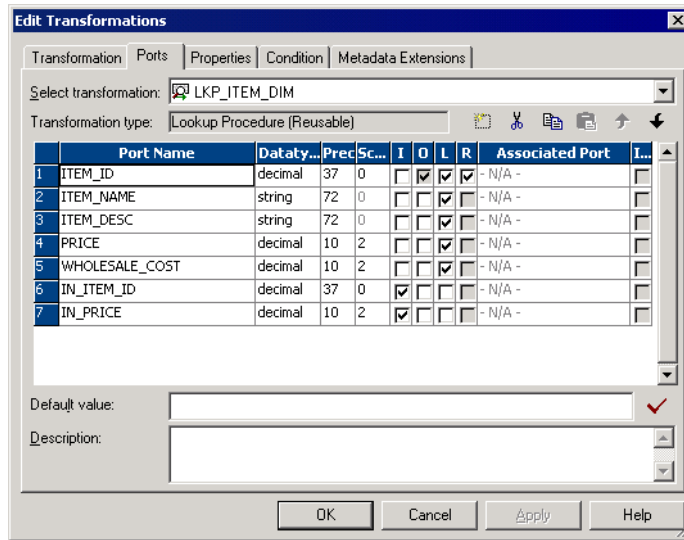 Edit Transformations
Transformation Ports Properties Condition Metadata Extensions
Select transformation: LKP_ITEM_DIM
Transformation type: Lookup Procedure (Reusable)
Port Name Dataty... Prec Sc... I O L R Associated Port I...
1 ITEM_ID decimal 37 0 - N/A -
2 ITEM_NAME string 72 0 - N/A -
3 ITEM_DESC string 72 0 - N/A -
4 PRICE decimal 10 2 - N/A -
5 WHOLESALE_COST decimal 10 2 - N/A -
6 IN_ITEM_ID decimal 37 0 - N/A -
7 IN_PRICE decimal 10 2 - N/A -
Default value:
Description:
OK Cancel Apply Help